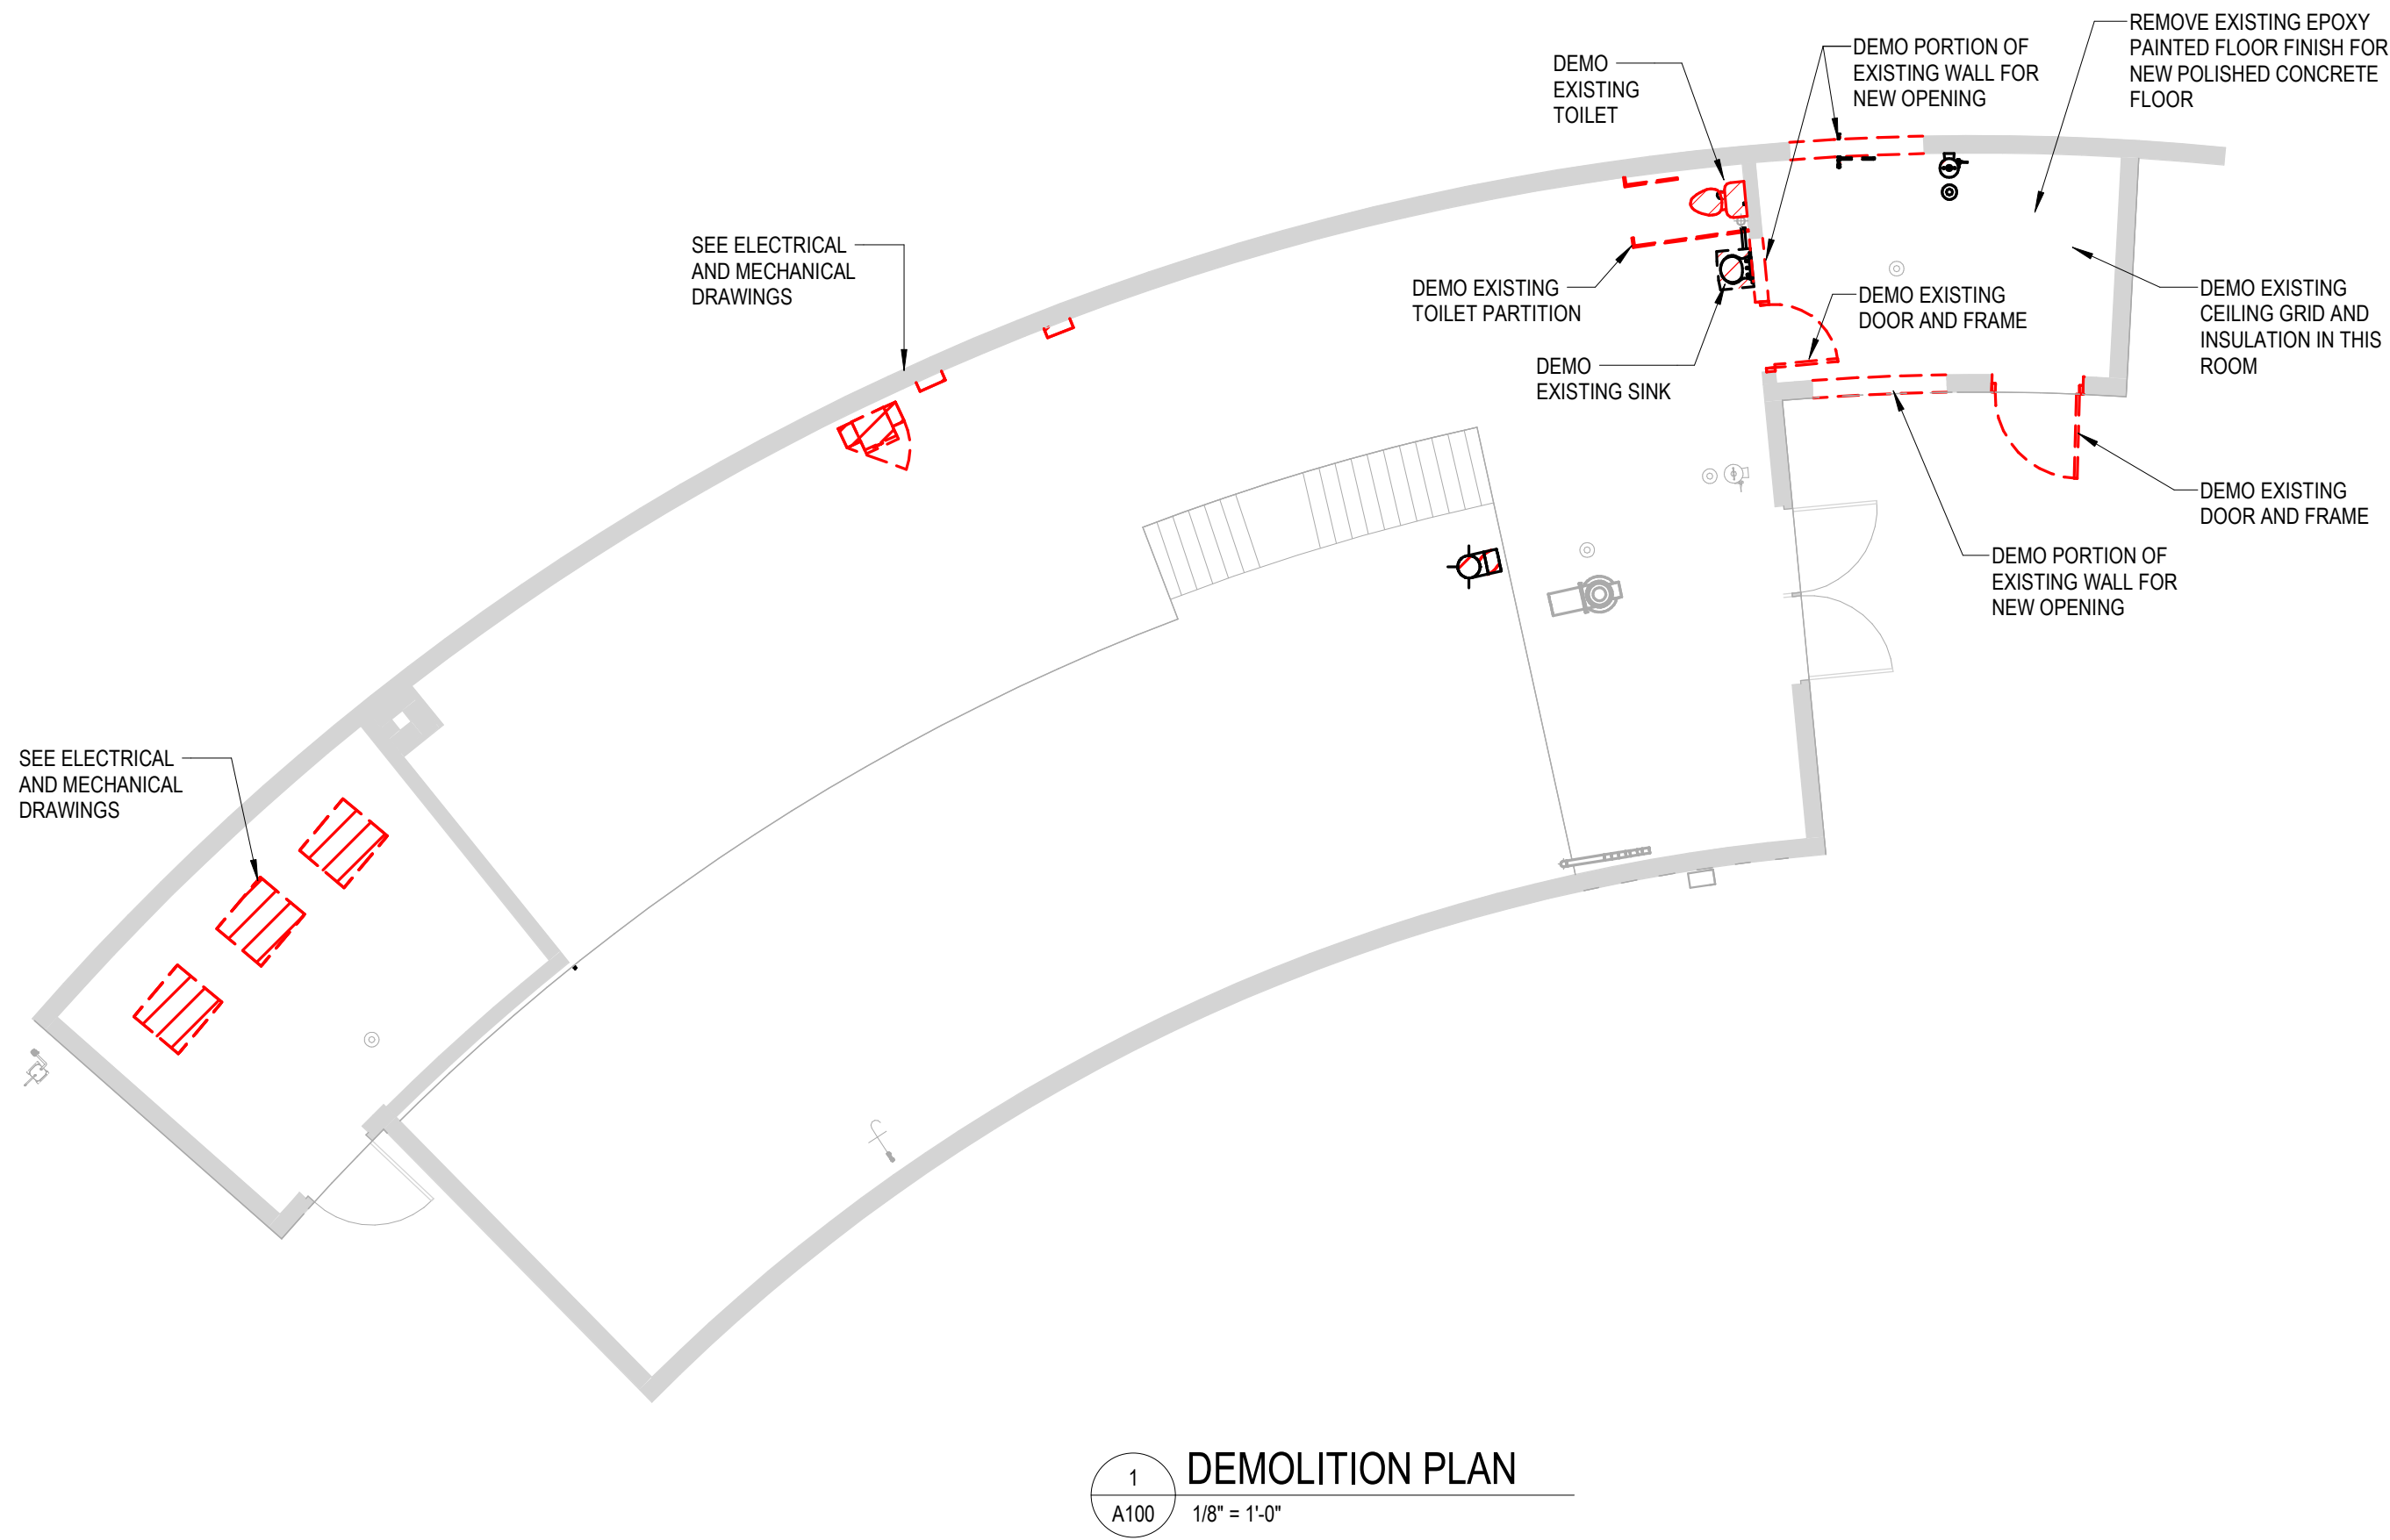 REMOVE EXISTING EPOXY
PAINTED FLOOR FINISH FOR
NEW POLISHED CONCRETE
FLOOR
DEMO PORTION OF
EXISTING WALL FOR
NEW OPENING
DEMO
EXISTING
TOILET
SEE ELECTRICAL
AND MECHANICAL
DRAWINGS
DEMO EXISTING
TOILET PARTITION
DEMO EXISTING
DOOR AND FRAME
DEMO EXISTING
CEILING GRID AND
INSULATION IN THIS
ROOM
DEMO
EXISTING SINK
DEMO EXISTING
DOOR AND FRAME
DEMO PORTION OF
EXISTING WALL FOR
NEW OPENING
SEE ELECTRICAL
AND MECHANICAL
DRAWINGS
1
DEMOLITION PLAN
A100
1/8" = 1'-0"